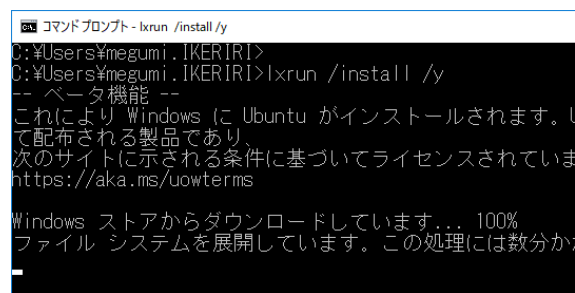 コマンド プロンプト - lxrun /install /y
C:¥Users¥megumi.IKERIRI>
C:¥Users¥megumi.IKERIRI>lxrun /install /y
-- ベータ機能 --
これにより Windows に Ubuntu がインストールされます。
て配布される製品であり、
次のサイトに示される条件に基づいてライセンスされていま
https://aka.ms/uowterms
Windows ストアからダウンロードしています... 100%
ファイル システムを展開しています。この処理には数分か